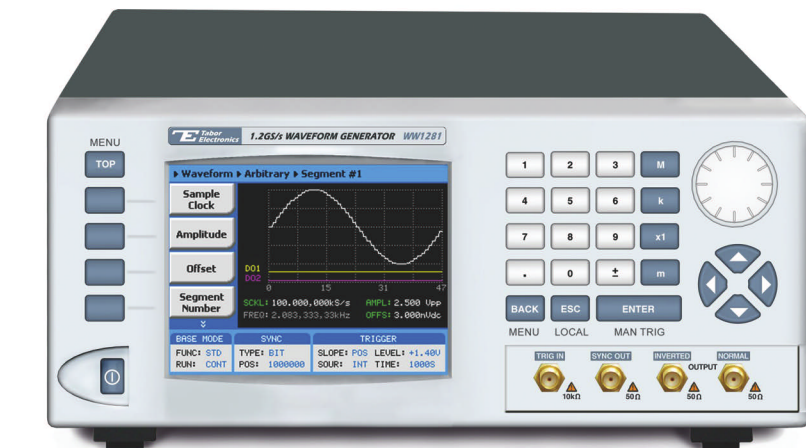 Tabor
Electronics
1.2GS/s WAVEFORM GENERATOR WW1281
MENU
TOP
Waveform Arbitrary Segment #1
Sample
Clock
Amplitude
Offset
Segment
Number
DO1
DO2
0 15 31 47
SCKL: 100.000,000kS/s AMPL: 2.500 Vpp
FREQ: 2.083,333,33kHz OFFS: 3.000nVdc
BASE MODE SYNC TRIGGER
FUNC: STD TYPE: BIT SLOPE: POS LEVEL: +1.40V
RUN: CONT POS: 1000000 SOUR: INT TIME: 1000S
1 2 3 M
4 5 6 k
7 8 9 x1
. 0 ± m
BACK ESC ENTER
MENU LOCAL MAN TRIG
TRIG IN SYNC OUT INVERTED NORMAL
OUTPUT
10kΩ 50Ω 50Ω 50Ω